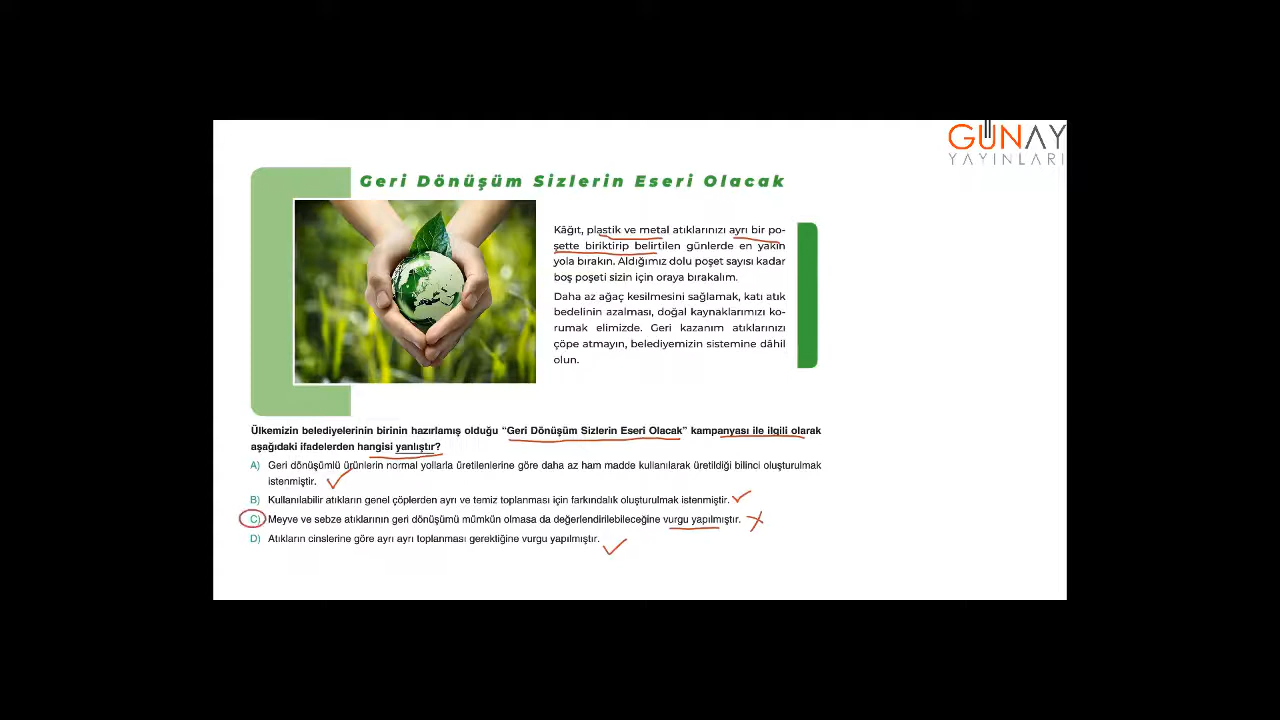 GÜNAY
YAYINLARI
Geri Dönüşüm Sizlerin Eseri Olacak
Kâğıt, plastik ve metal atıklarınızı ayrı bir po-
şette biriktirip belirtilen günlerde en yakın
yola bırakın. Aldığımız dolu poşet sayısı kadar
boş poşeti sizin için oraya bırakalım.
Daha az ağaç kesilmesini sağlamak, katı atık
bedelinin azalması, doğal kaynaklarımızı ko-
rumak elimizde. Geri kazanım atıklarınızı
çöpe atmayın, belediyemizin sistemine dâhil
olun.
Ülkemizin belediyelerinin birinin hazırlamış olduğu “Geri Dönüşüm Sizlerin Eseri Olacak” kampanyası ile ilgili olarak
aşağıdaki ifadelerden hangisi yanlıştır?
A) Geri dönüşümlü ürünlerin normal yollarla üretilenlerine göre daha az ham madde kullanılarak üretildiği bilinci oluşturulmak
istenmiştir.
B) Kullanılabilir atıkların genel çöplerden ayrı ve temiz toplanması için farkındalık oluşturulmak istenmiştir.
C) Meyve ve sebze atıklarının geri dönüşümü mümkün olmasa da değerlendirilebileceğine vurgu yapılmıştır.
D) Atıkların cinslerine göre ayrı ayrı toplanması gerektiğine vurgu yapılmıştır.